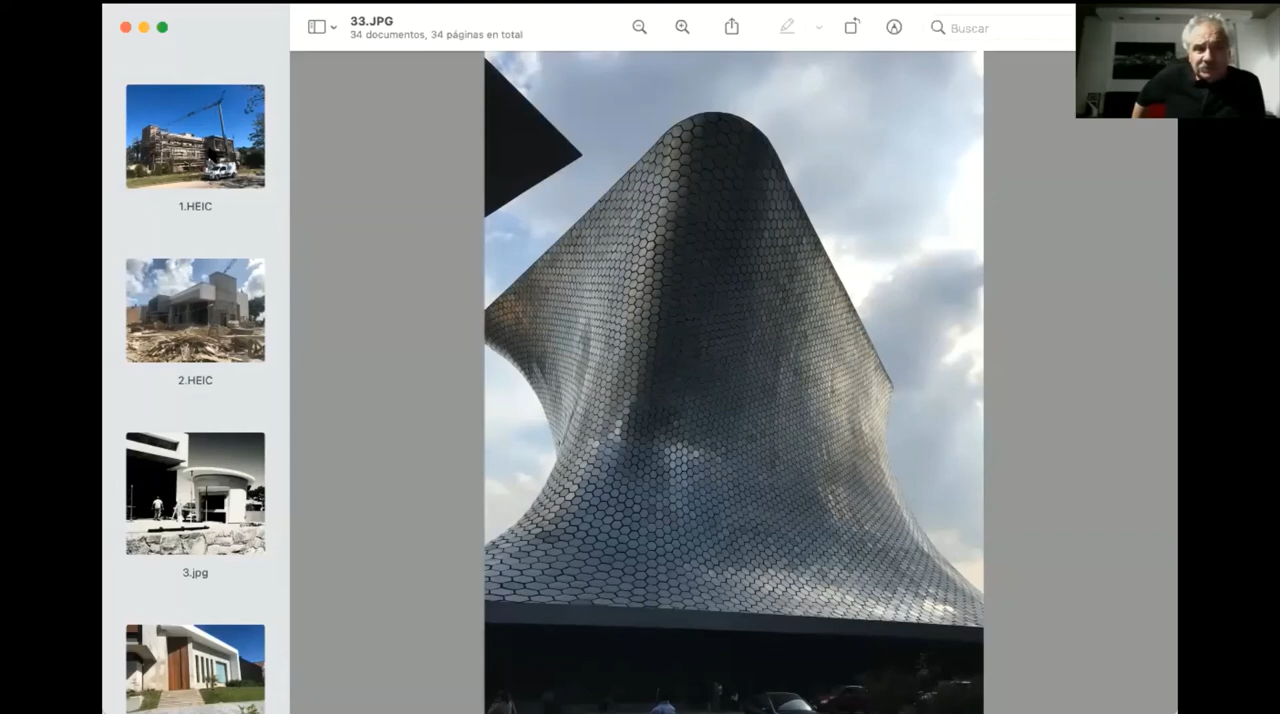 33.JPG
34 documentos, 34 páginas en total
Buscar
1.HEIC
2.HEIC
3.jpg